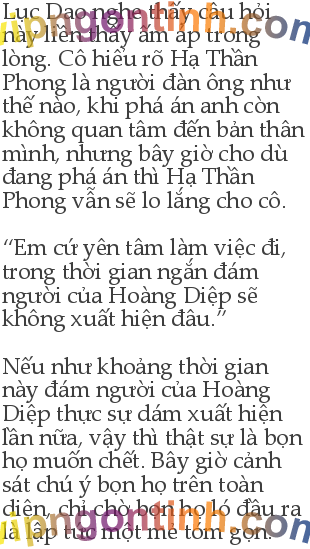 Lục Dao nghe thấy câu hỏi
này liền thấy ấm áp trong
lòng. Cô hiểu rõ Hạ Thần
Phong là người đàn ông như
thế nào, khi phá án anh còn
không quan tâm đến bản thân
mình, nhưng bây giờ cho dù
đang phá án thì Hạ Thần
Phong vẫn sẽ lo lắng cho cô.
“Em cứ yên tâm làm việc đi,
trong thời gian ngắn đám
người của Hoàng Diệp sẽ
không xuất hiện đâu.”
Nếu như khoảng thời gian
này đám người của Hoàng
Diệp thực sự dám xuất hiện
lần nữa, vậy thì thật sự là bọn
họ muốn chết. Bây giờ cảnh
sát chú ý bọn họ trên toàn
diện, chỉ chờ bọn họ ló đầu ra
là lập tức một mẻ tóm gọn.
vipngontinh.com
vipngontinh.com